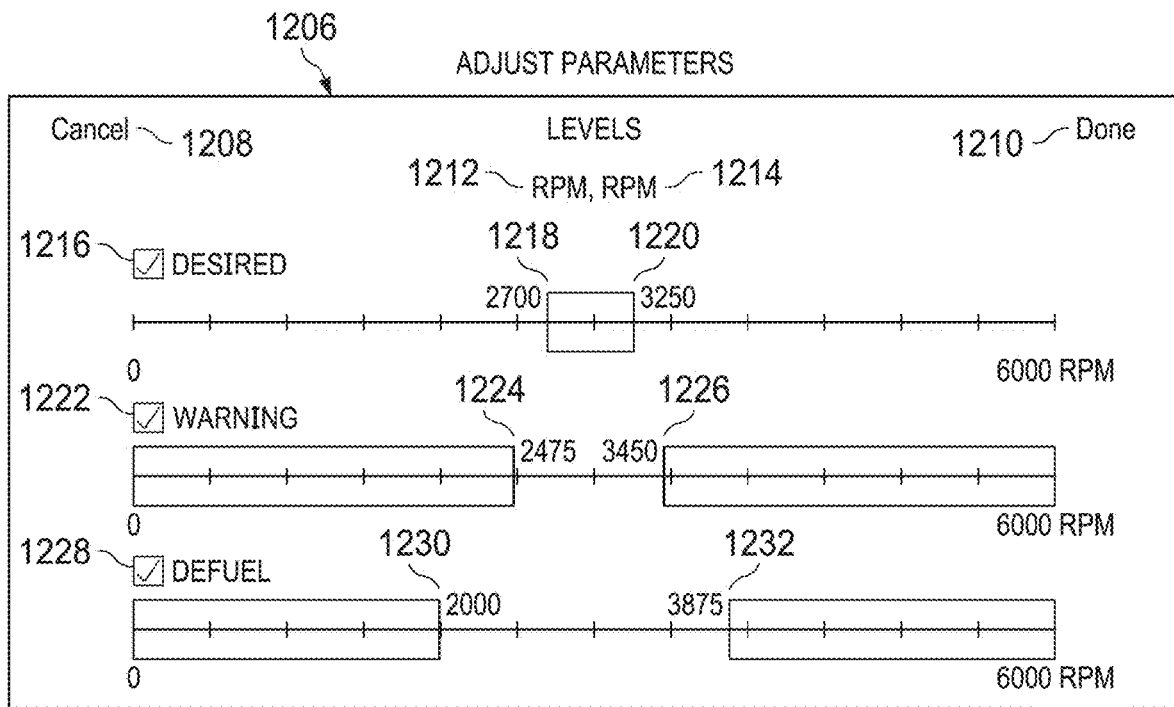 1206
ADJUST PARAMETERS
Cancel 1208 LEVELS 1210 Done
1212 RPM, RPM 1214
1216 DESIRED 1218 1220
2700 3250
0 6000 RPM
1222 WARNING 1224 1226
2475 3450
0 6000 RPM
1228 DEFUEL 1230 1232
2000 3875
0 6000 RPM